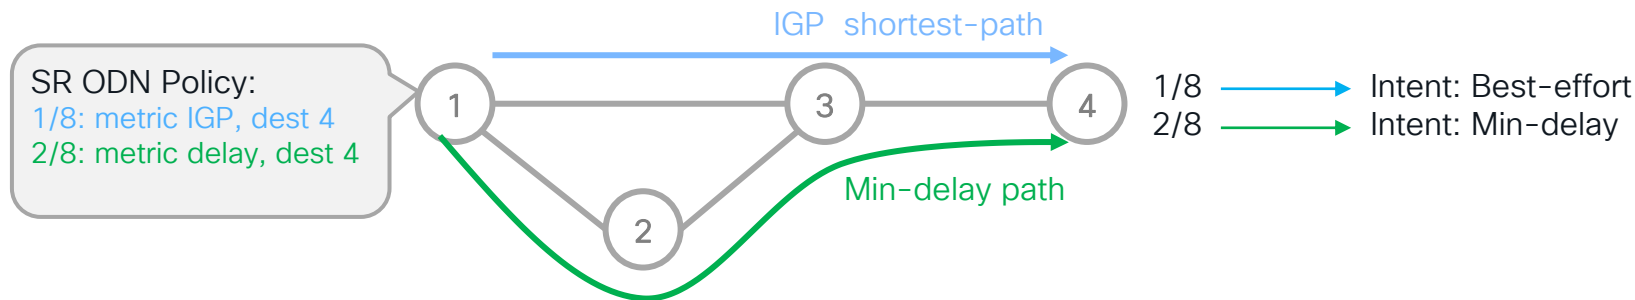 IGP shortest-path
SR ODN Policy:
1/8: metric IGP, dest 4
2/8: metric delay, dest 4
1
3
4
1/8
Intent: Best-effort
2/8
Intent: Min-delay
Min-delay path
2